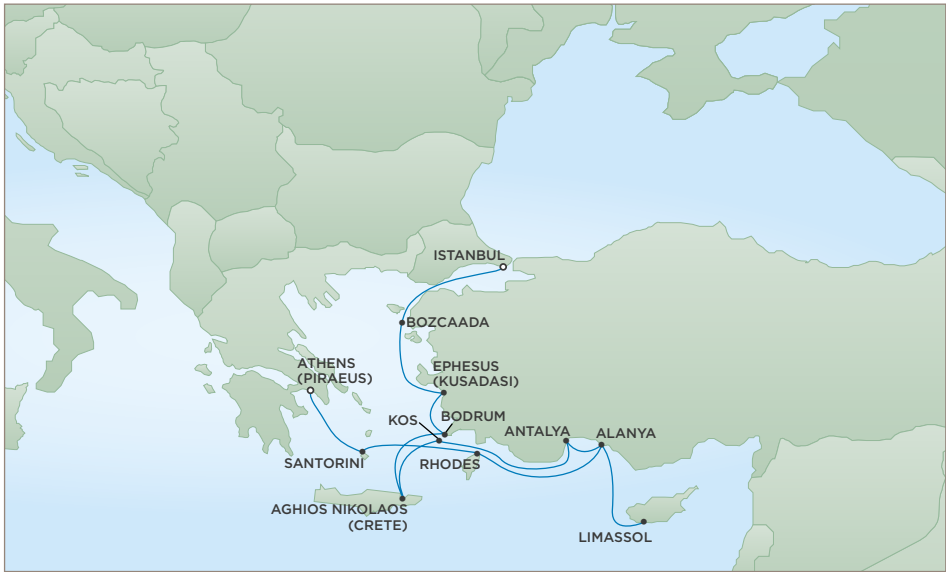 ISTANBUL
BOZCAADA
ATHENS
(PIRAEUS)
EPHESUS
(KUSADASI)
KOS
BODRUM
ANTALYA
ALANYA
SANTORINI
RHODES
AGHIOS NIKOLAOS
(CRETE)
LIMASSOL